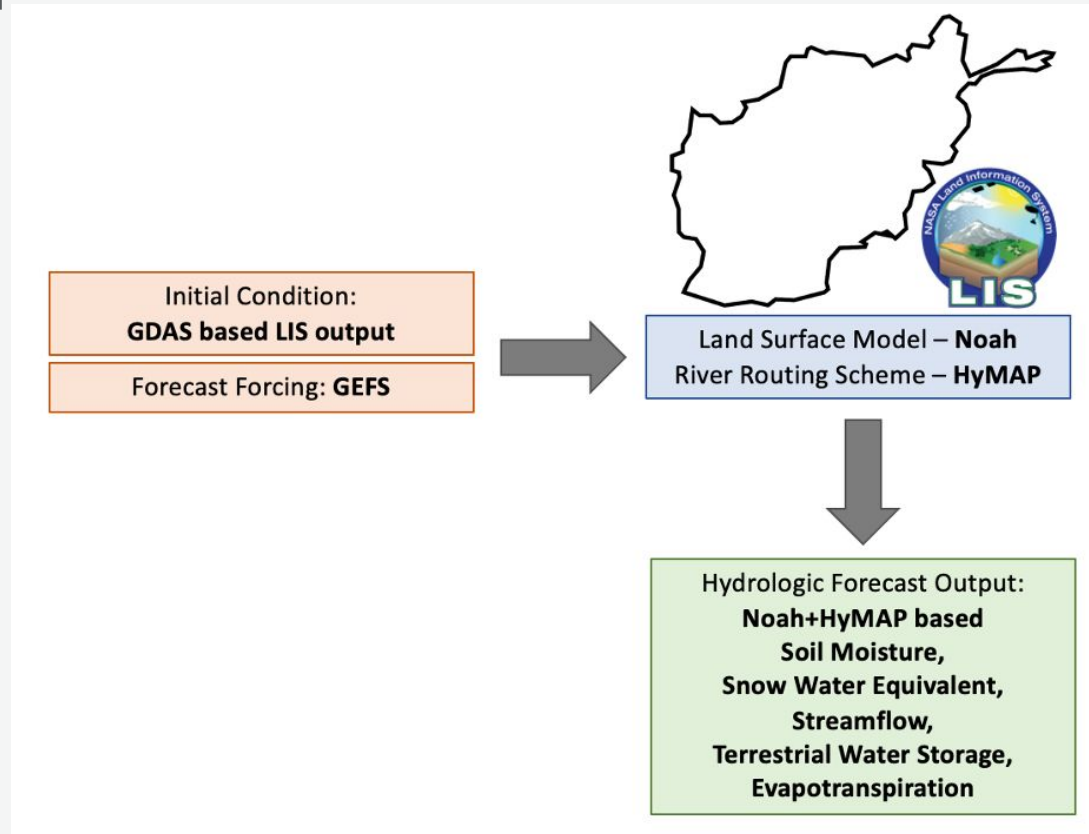 NASA Land Information System
LIS
Initial Condition:
GDAS based LIS output
Forecast Forcing: GEFS
Land Surface Model – Noah
River Routing Scheme – HyMAP
Hydrologic Forecast Output:
Noah+HyMAP based
Soil Moisture,
Snow Water Equivalent,
Streamflow,
Terrestrial Water Storage,
Evapotranspiration